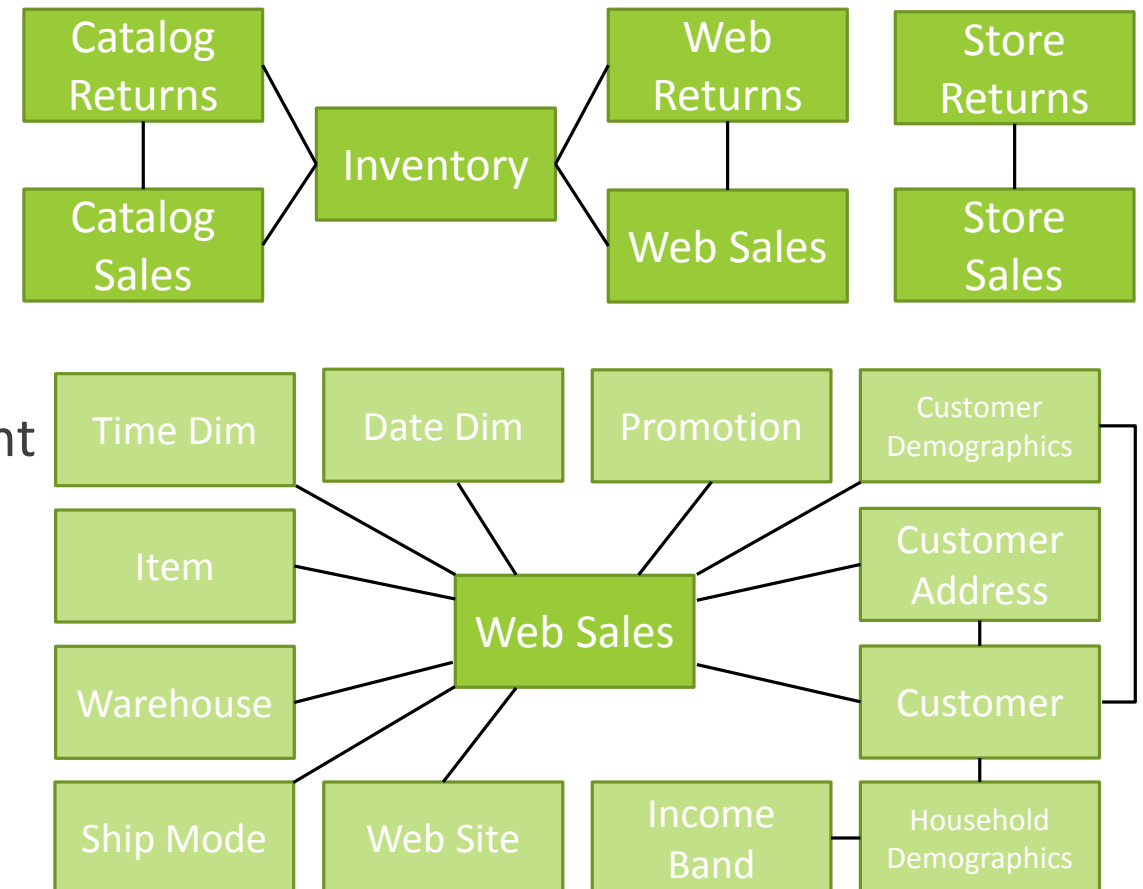 Catalog
Returns
Web
Returns
Store
Returns
Inventory
Catalog
Sales
Web Sales
Store
Sales
nt
Time Dim
Date Dim
Promotion
Customer
Demographics
Item
Customer
Address
Web Sales
Warehouse
Customer
Ship Mode
Web Site
Income
Band
Household
Demographics